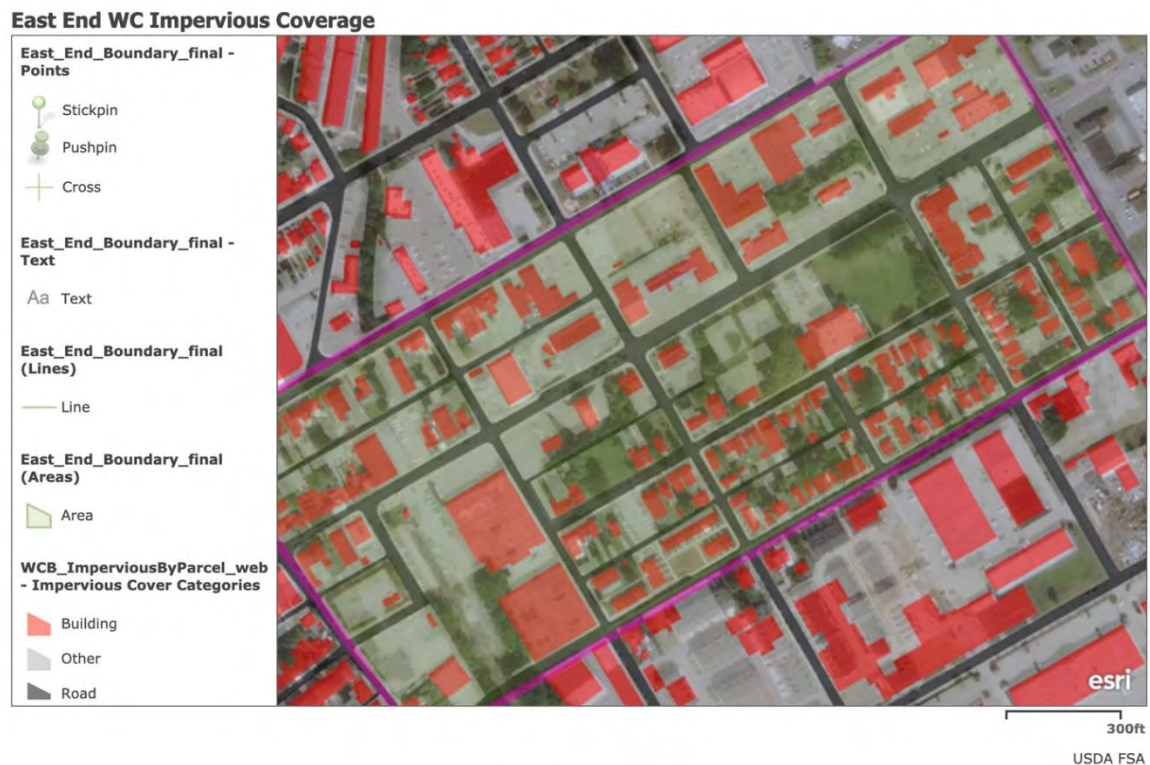 East End WC Impervious Coverage
East_End_Boundary_final -
Points
Stickpin
Pushpin
Cross
East_End_Boundary_final -
Text
Aa Text
East_End_Boundary_final
(Lines)
Line
East_End_Boundary_final
(Areas)
Area
WCB_ImperviousByParcel_web
- Impervious Cover Categories
Building
Other
Road
esri
300ft
USDA FSA